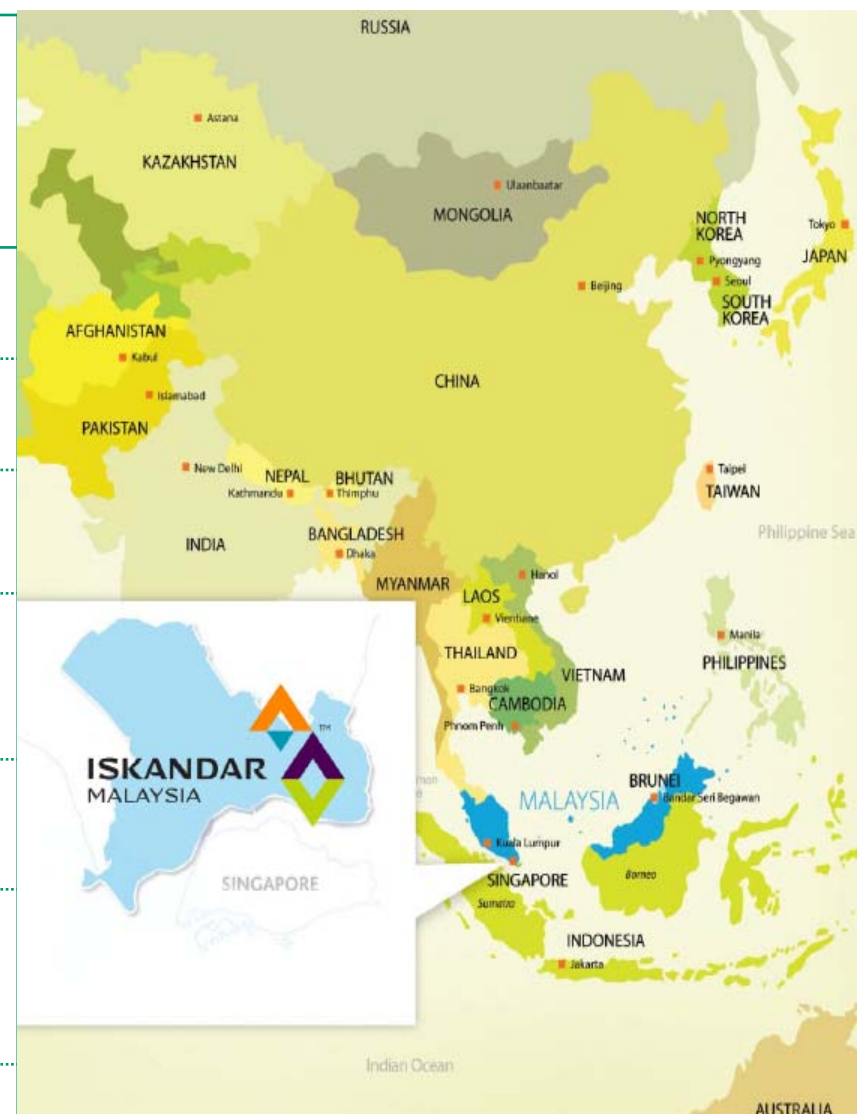 RUSSIA
Astana
KAZAKHSTAN
Ulaanbaatar
MONGOLIA
NORTH
KOREA
Tokyo
JAPAN
Pyongyang
Beijing
Seoul
SOUTH
KOREA
AFGHANISTAN
Kabul
CHINA
Islamabad
PAKISTAN
New Delhi
NEPAL
BHUTAN
Taipei
Kathmandu
Thimphu
TAIWAN
BANGLADESH
Philippine Sea
INDIA
Dhaka
Hanoi
MYANMAR
LAOS
Vientiane
Manila
THAILAND
PHILIPPINES
VIETNAM
Bangkok
CAMBODIA
Phnom Penh
TM
ISKANDAR
MALAYSIA
BRUNEI
MALAYSIA
Bandar Seri Begawan
Kuala Lumpur
SINGAPORE
SINGAPORE
Borneo
INDONESIA
Jakarta
Indian Ocean
AUSTRALIA